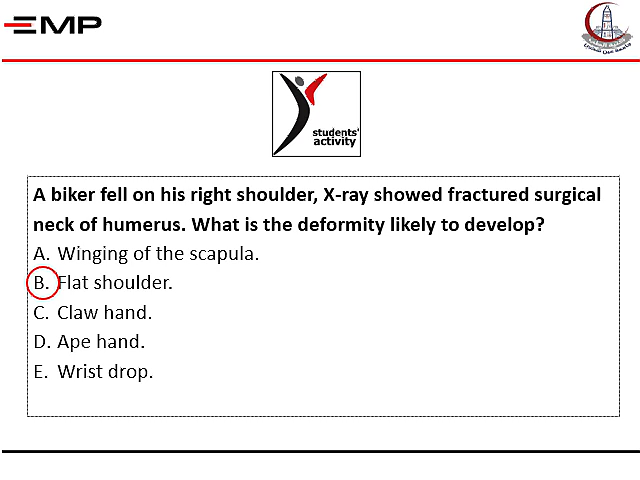 EMP
students'
activity
A biker fell on his right shoulder, X-ray showed fractured surgical
neck of humerus. What is the deformity likely to develop?
A. Winging of the scapula.
B. Flat shoulder.
C. Claw hand.
D. Ape hand.
E. Wrist drop.